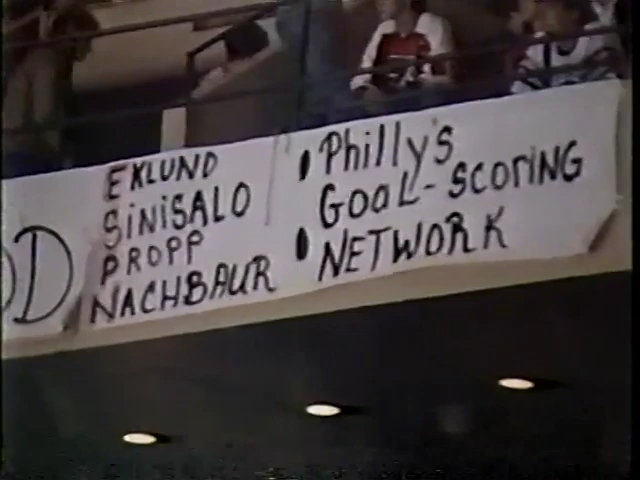 D
EKLUND
SINISALO
PROPP
NACHBAUR
Philly's
GOAL-SCORING
NETWORK